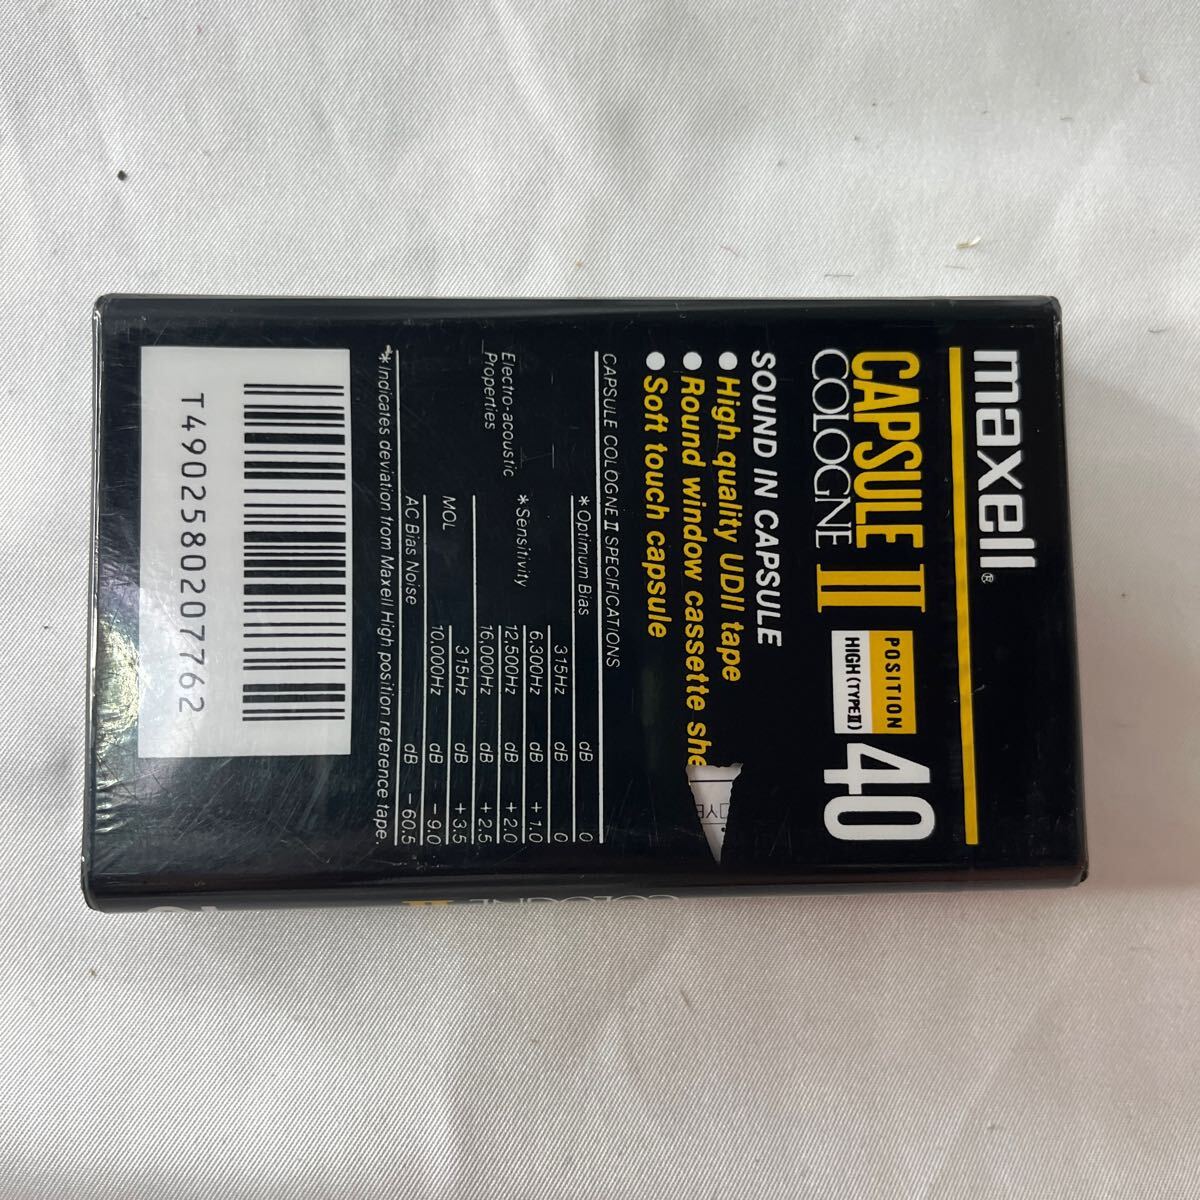 maxell®
CAPSULE II
COLOGNE
POSITION
HIGH (TYPE II)
40
SOUND IN CAPSULE
● High quality UDII tape
● Round window cassette she
● Soft touch capsule
CAPSULE COLOGNE II SPECIFICATIONS
Electro-acoustic
Properties
*Optimum Bias dB 0
*Sensitivity
315Hz dB 0
6,300Hz dB +1.0
12,500Hz dB +2.0
16,000Hz dB +2.5
MOL
315Hz dB +3.5
10,000Hz dB -9.0
AC Bias Noise dB -60.5
*Indicates deviation from Maxell High position reference tape.
T4902580207762
COLOGNE II